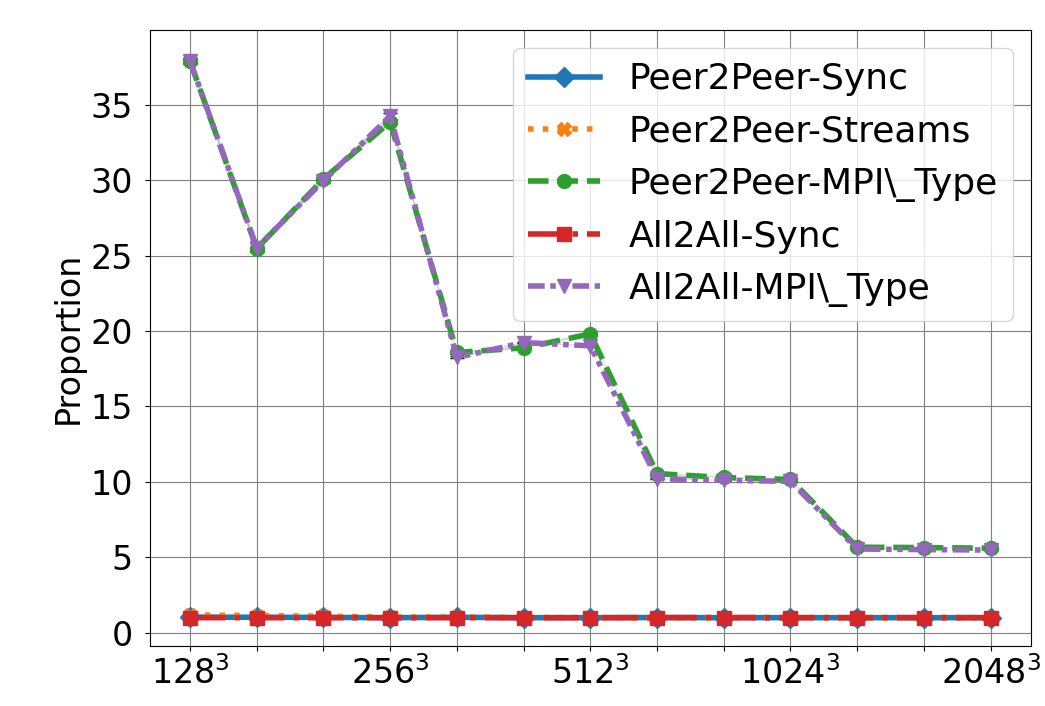 Proportion
35
30
25
20
15
10
5
0
128³
256³
512³
1024³
2048³
Peer2Peer-Sync
Peer2Peer-Streams
Peer2Peer-MPI\_Type
All2All-Sync
All2All-MPI\_Type